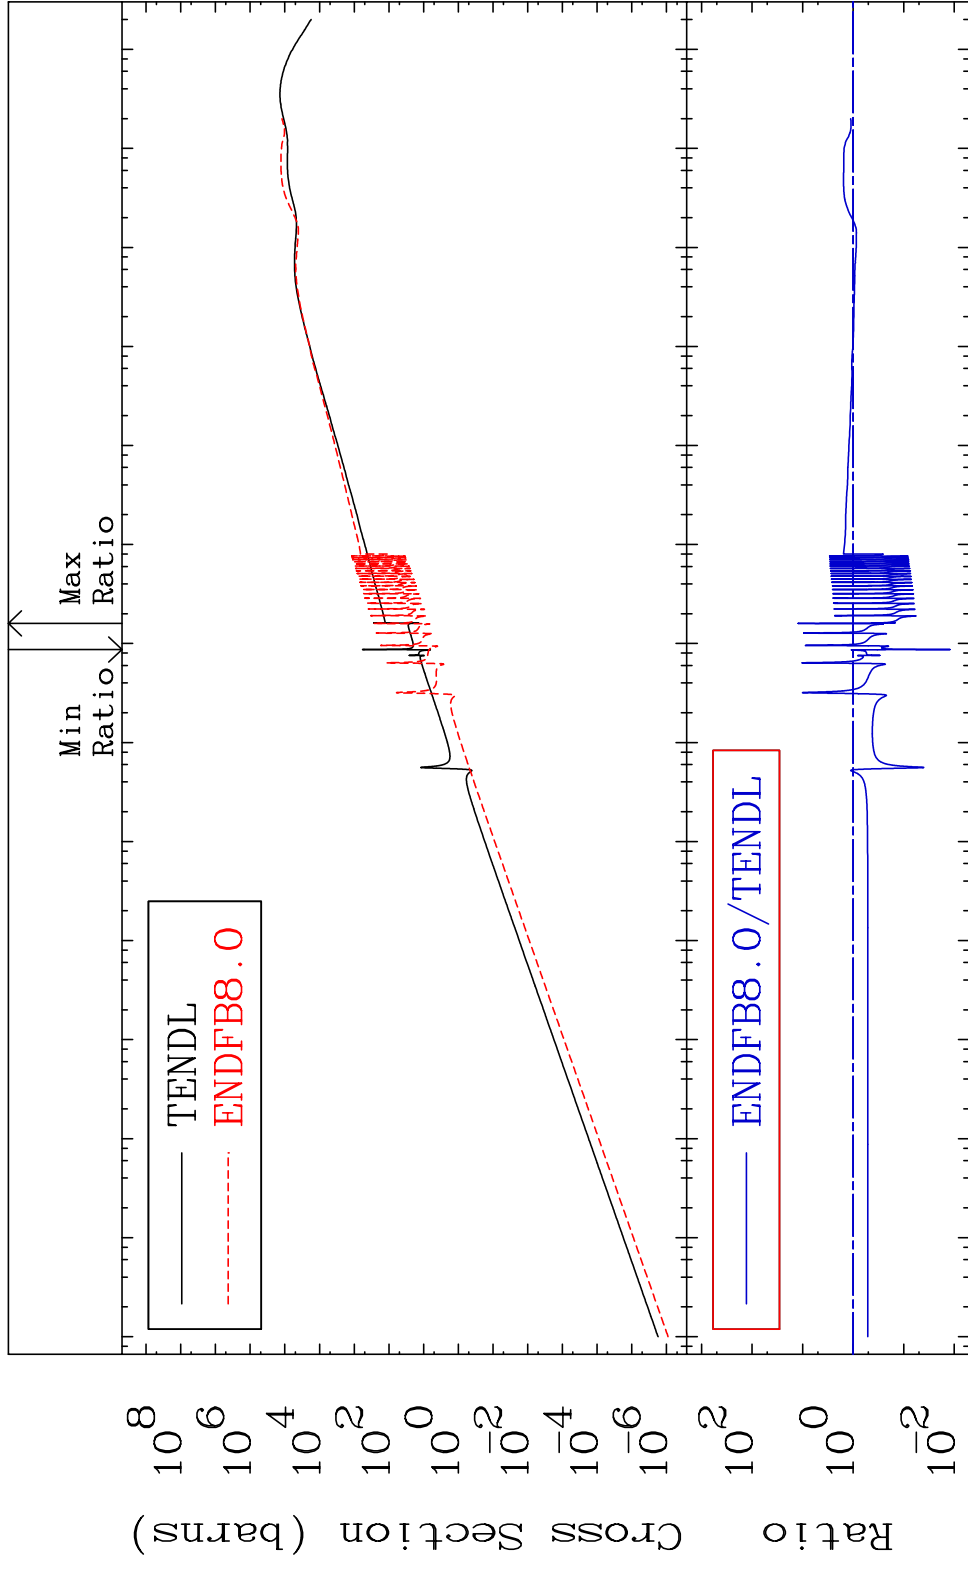 Min
Ratio
Max
Ratio
TENDL
ENDFB8.0
10^8
10^6
10^4
10^2
10^0
10^-2
10^-4
10^-6
Cross Section (barns)
ENDFB8.0/TENDL
10^2
10^0
10^-2
Ratio